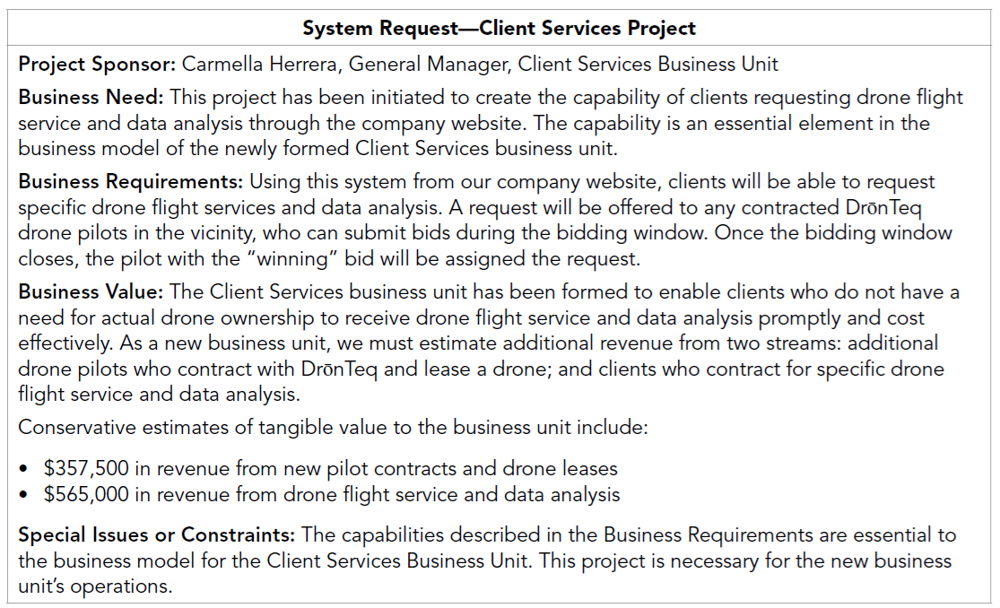 System Request—Client Services Project
Project Sponsor: Carmella Herrera, General Manager, Client Services Business Unit
Business Need: This project has been initiated to create the capability of clients requesting drone flight
service and data analysis through the company website. The capability is an essential element in the
business model of the newly formed Client Services business unit.
Business Requirements: Using this system from our company website, clients will be able to request
specific drone flight services and data analysis. A request will be offered to any contracted DrōnTeq
drone pilots in the vicinity, who can submit bids during the bidding window. Once the bidding window
closes, the pilot with the “winning” bid will be assigned the request.
Business Value: The Client Services business unit has been formed to enable clients who do not have a
need for actual drone ownership to receive drone flight service and data analysis promptly and cost
effectively. As a new business unit, we must estimate additional revenue from two streams: additional
drone pilots who contract with DrōnTeq and lease a drone; and clients who contract for specific drone
flight service and data analysis.
Conservative estimates of tangible value to the business unit include:
• $357,500 in revenue from new pilot contracts and drone leases
• $565,000 in revenue from drone flight service and data analysis
Special Issues or Constraints: The capabilities described in the Business Requirements are essential to
the business model for the Client Services Business Unit. This project is necessary for the new business
unit’s operations.